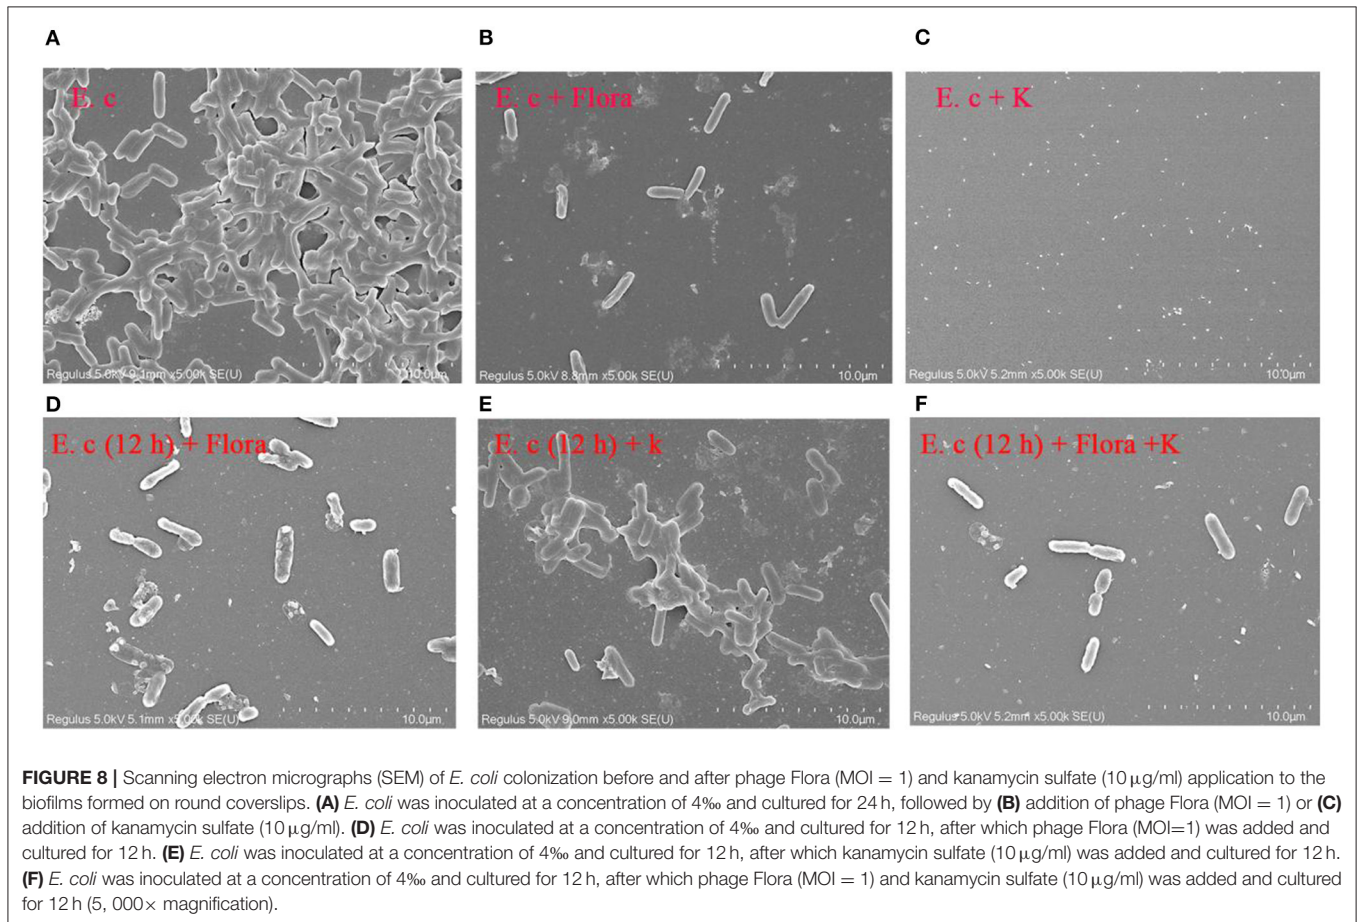 A
B
C
E. c
E. c + Flora
E. c + K
Regulus 5.0kV 9.1mm x5.00k SE(U)
10.0µm
Regulus 5.0kV 8.8mm x5.00k SE(U)
10.0µm
Regulus 5.0kV 5.2mm x5.00k SE(U)
10.0µm
D
E
F
E. c (12 h) + Flora
E. c (12 h) + k
E. c (12 h) + Flora +K
Regulus 5.0kV 5.1mm x5.00k SE(U)
10.0µm
Regulus 5.0kV 9.0mm x5.00k SE(U)
10.0µm
Regulus 5.0kV 5.2mm x5.00k SE(U)
10.0µm
FIGURE 8 | Scanning electron micrographs (SEM) of E. coli colonization before and after phage Flora (MOI = 1) and kanamycin sulfate (10 µg/ml) application to the
biofilms formed on round coverslips. (A) E. coli was inoculated at a concentration of 4‰ and cultured for 24 h, followed by (B) addition of phage Flora (MOI = 1) or (C)
addition of kanamycin sulfate (10 µg/ml). (D) E. coli was inoculated at a concentration of 4‰ and cultured for 12 h, after which phage Flora (MOI=1) was added and
cultured for 12 h. (E) E. coli was inoculated at a concentration of 4‰ and cultured for 12 h, after which kanamycin sulfate (10 µg/ml) was added and cultured for 12 h.
(F) E. coli was inoculated at a concentration of 4‰ and cultured for 12 h, after which phage Flora (MOI = 1) and kanamycin sulfate (10 µg/ml) was added and cultured
for 12 h (5, 000× magnification).